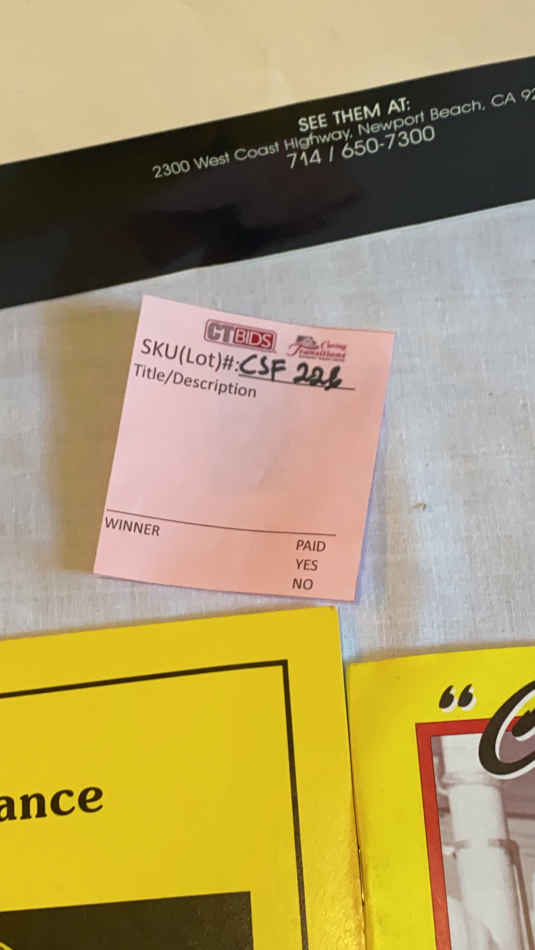 SEE THEM AT:
2300 West Coast Highway, Newport Beach, CA 92
714 / 650-7300
CTBIDS
Caring
Transitions
SKU(Lot)#: CSF 226
Title/Description
WINNER
PAID
YES
NO
“
ance